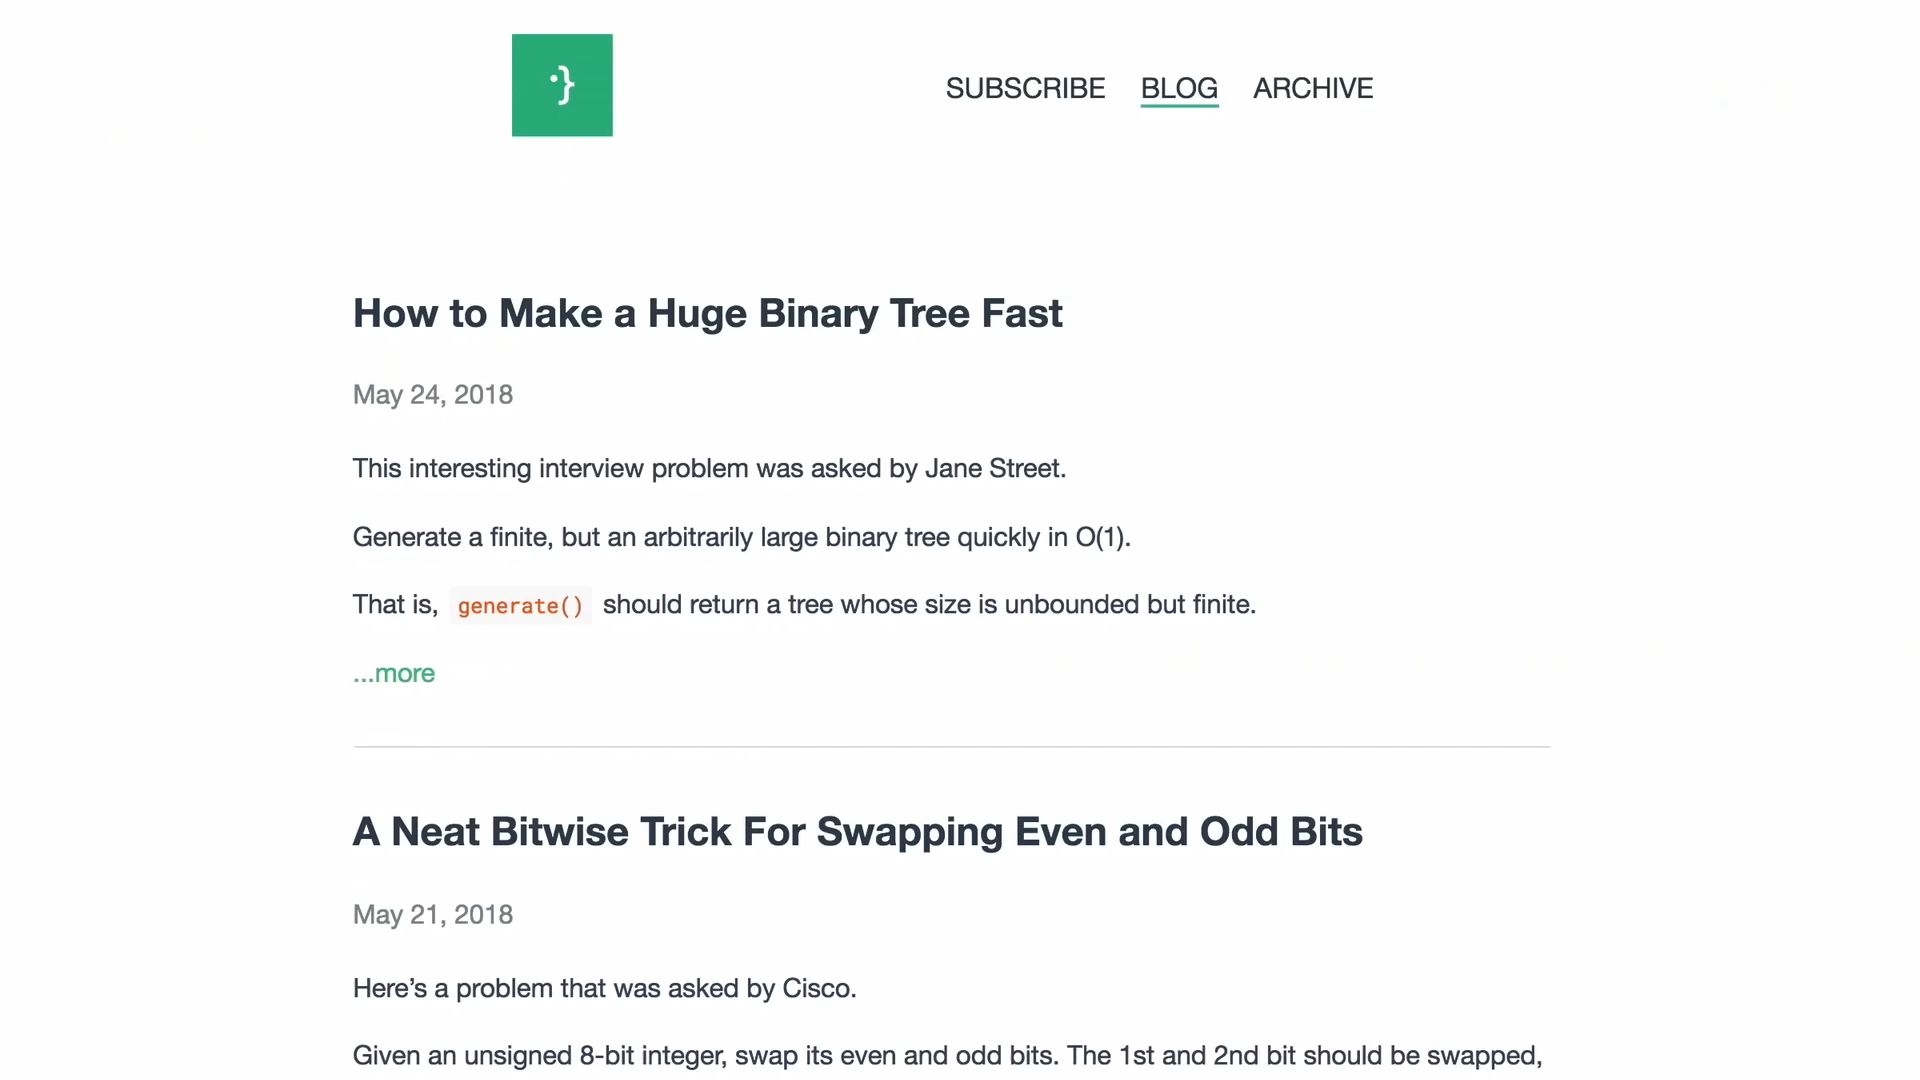 ·}
SUBSCRIBE BLOG ARCHIVE
How to Make a Huge Binary Tree Fast
May 24, 2018
This interesting interview problem was asked by Jane Street.
Generate a finite, but an arbitrarily large binary tree quickly in O(1).
That is, generate() should return a tree whose size is unbounded but finite.
...more
A Neat Bitwise Trick For Swapping Even and Odd Bits
May 21, 2018
Here’s a problem that was asked by Cisco.
Given an unsigned 8-bit integer, swap its even and odd bits. The 1st and 2nd bit should be swapped,